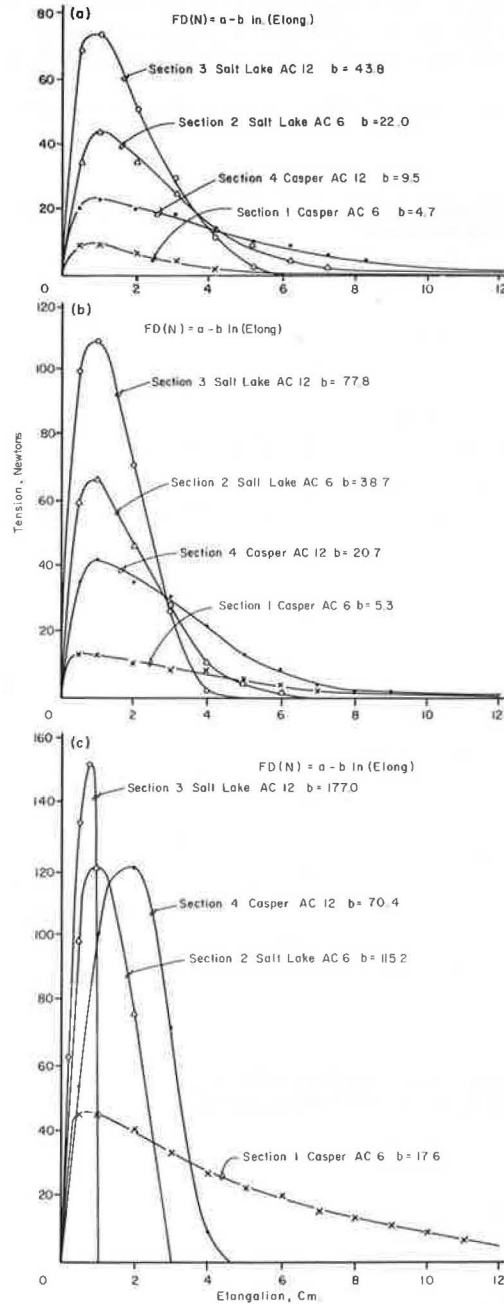 (a)
FD(N) = a - b ln. (Elong.)
80
Section 3 Salt Lake AC 12 b = 43.8
60
Section 2 Salt Lake AC 6 b = 22.0
40
Section 4 Casper AC 12 b = 9.5
Section 1 Casper AC 6 b = 4.7
20
0 2 4 6 8 10 12
(b)
FD(N) = a - b ln (Elong)
100
Section 3 Salt Lake AC 12 b = 77.8
80
Section 2 Salt Lake AC 6 b = 38.7
60
Section 4 Casper AC 12 b = 20.7
40
Section 1 Casper AC 6 b = 5.3
20
0 2 4 6 8 10 12
Tension, Newtons
160
(c)
FD(N) = a - b ln (Elong)
Section 3 Salt Lake AC 12 b = 177.0
140
120
Section 4 Casper AC 12 b = 70.4
100
Section 2 Salt Lake AC 6 b = 115.2
80
60
40
Section 1 Casper AC 6 b = 17.6
20
0 2 4 6 8 10 12
Elongation, Cm.